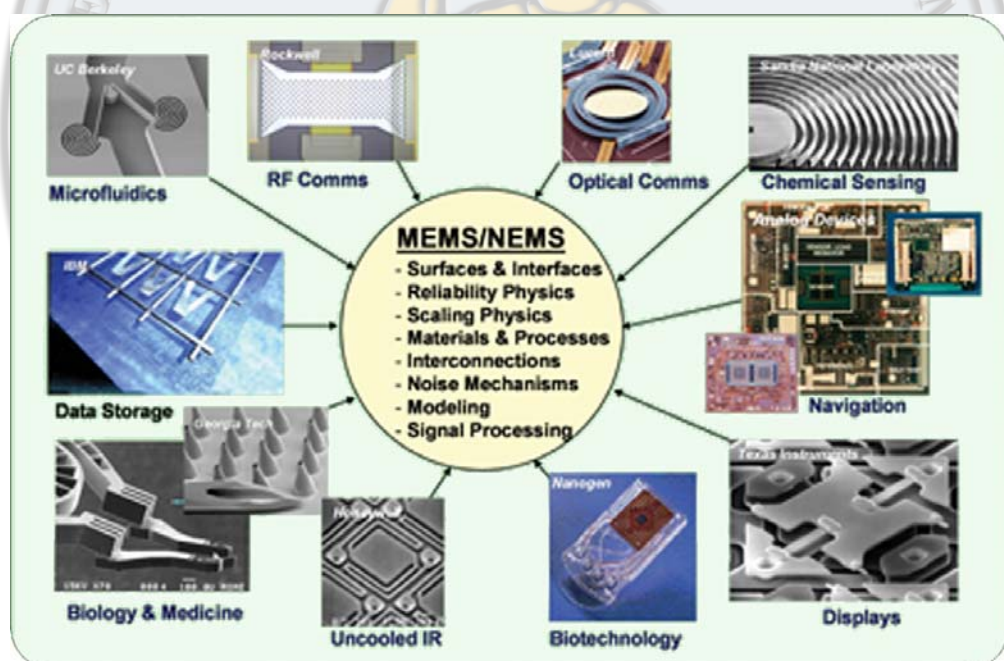 UC Berkeley
Microfluidics
Rockwell
RF Comms
Lucent
Optical Comms
Sandia National Laboratory
Chemical Sensing
IBM
Data Storage
MEMS/NEMS
- Surfaces & Interfaces
- Reliability Physics
- Scaling Physics
- Materials & Processes
- Interconnections
- Noise Mechanisms
- Modeling
- Signal Processing
Analog Devices
Navigation
Georgia Tech
Biology & Medicine
Honeywell
Uncooled IR
Nanogen
Biotechnology
Texas Instruments
Displays